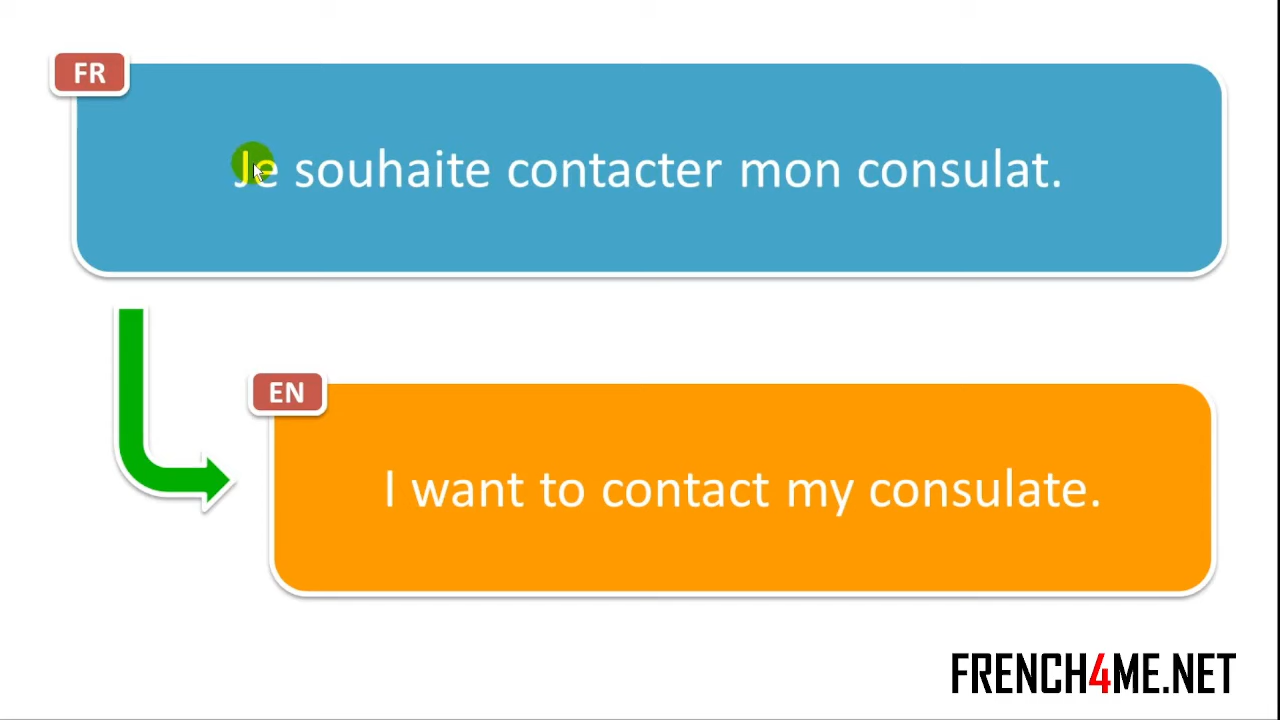 FR
Je souhaite contacter mon consulat.
EN
I want to contact my consulate.
FRENCH4ME.NET